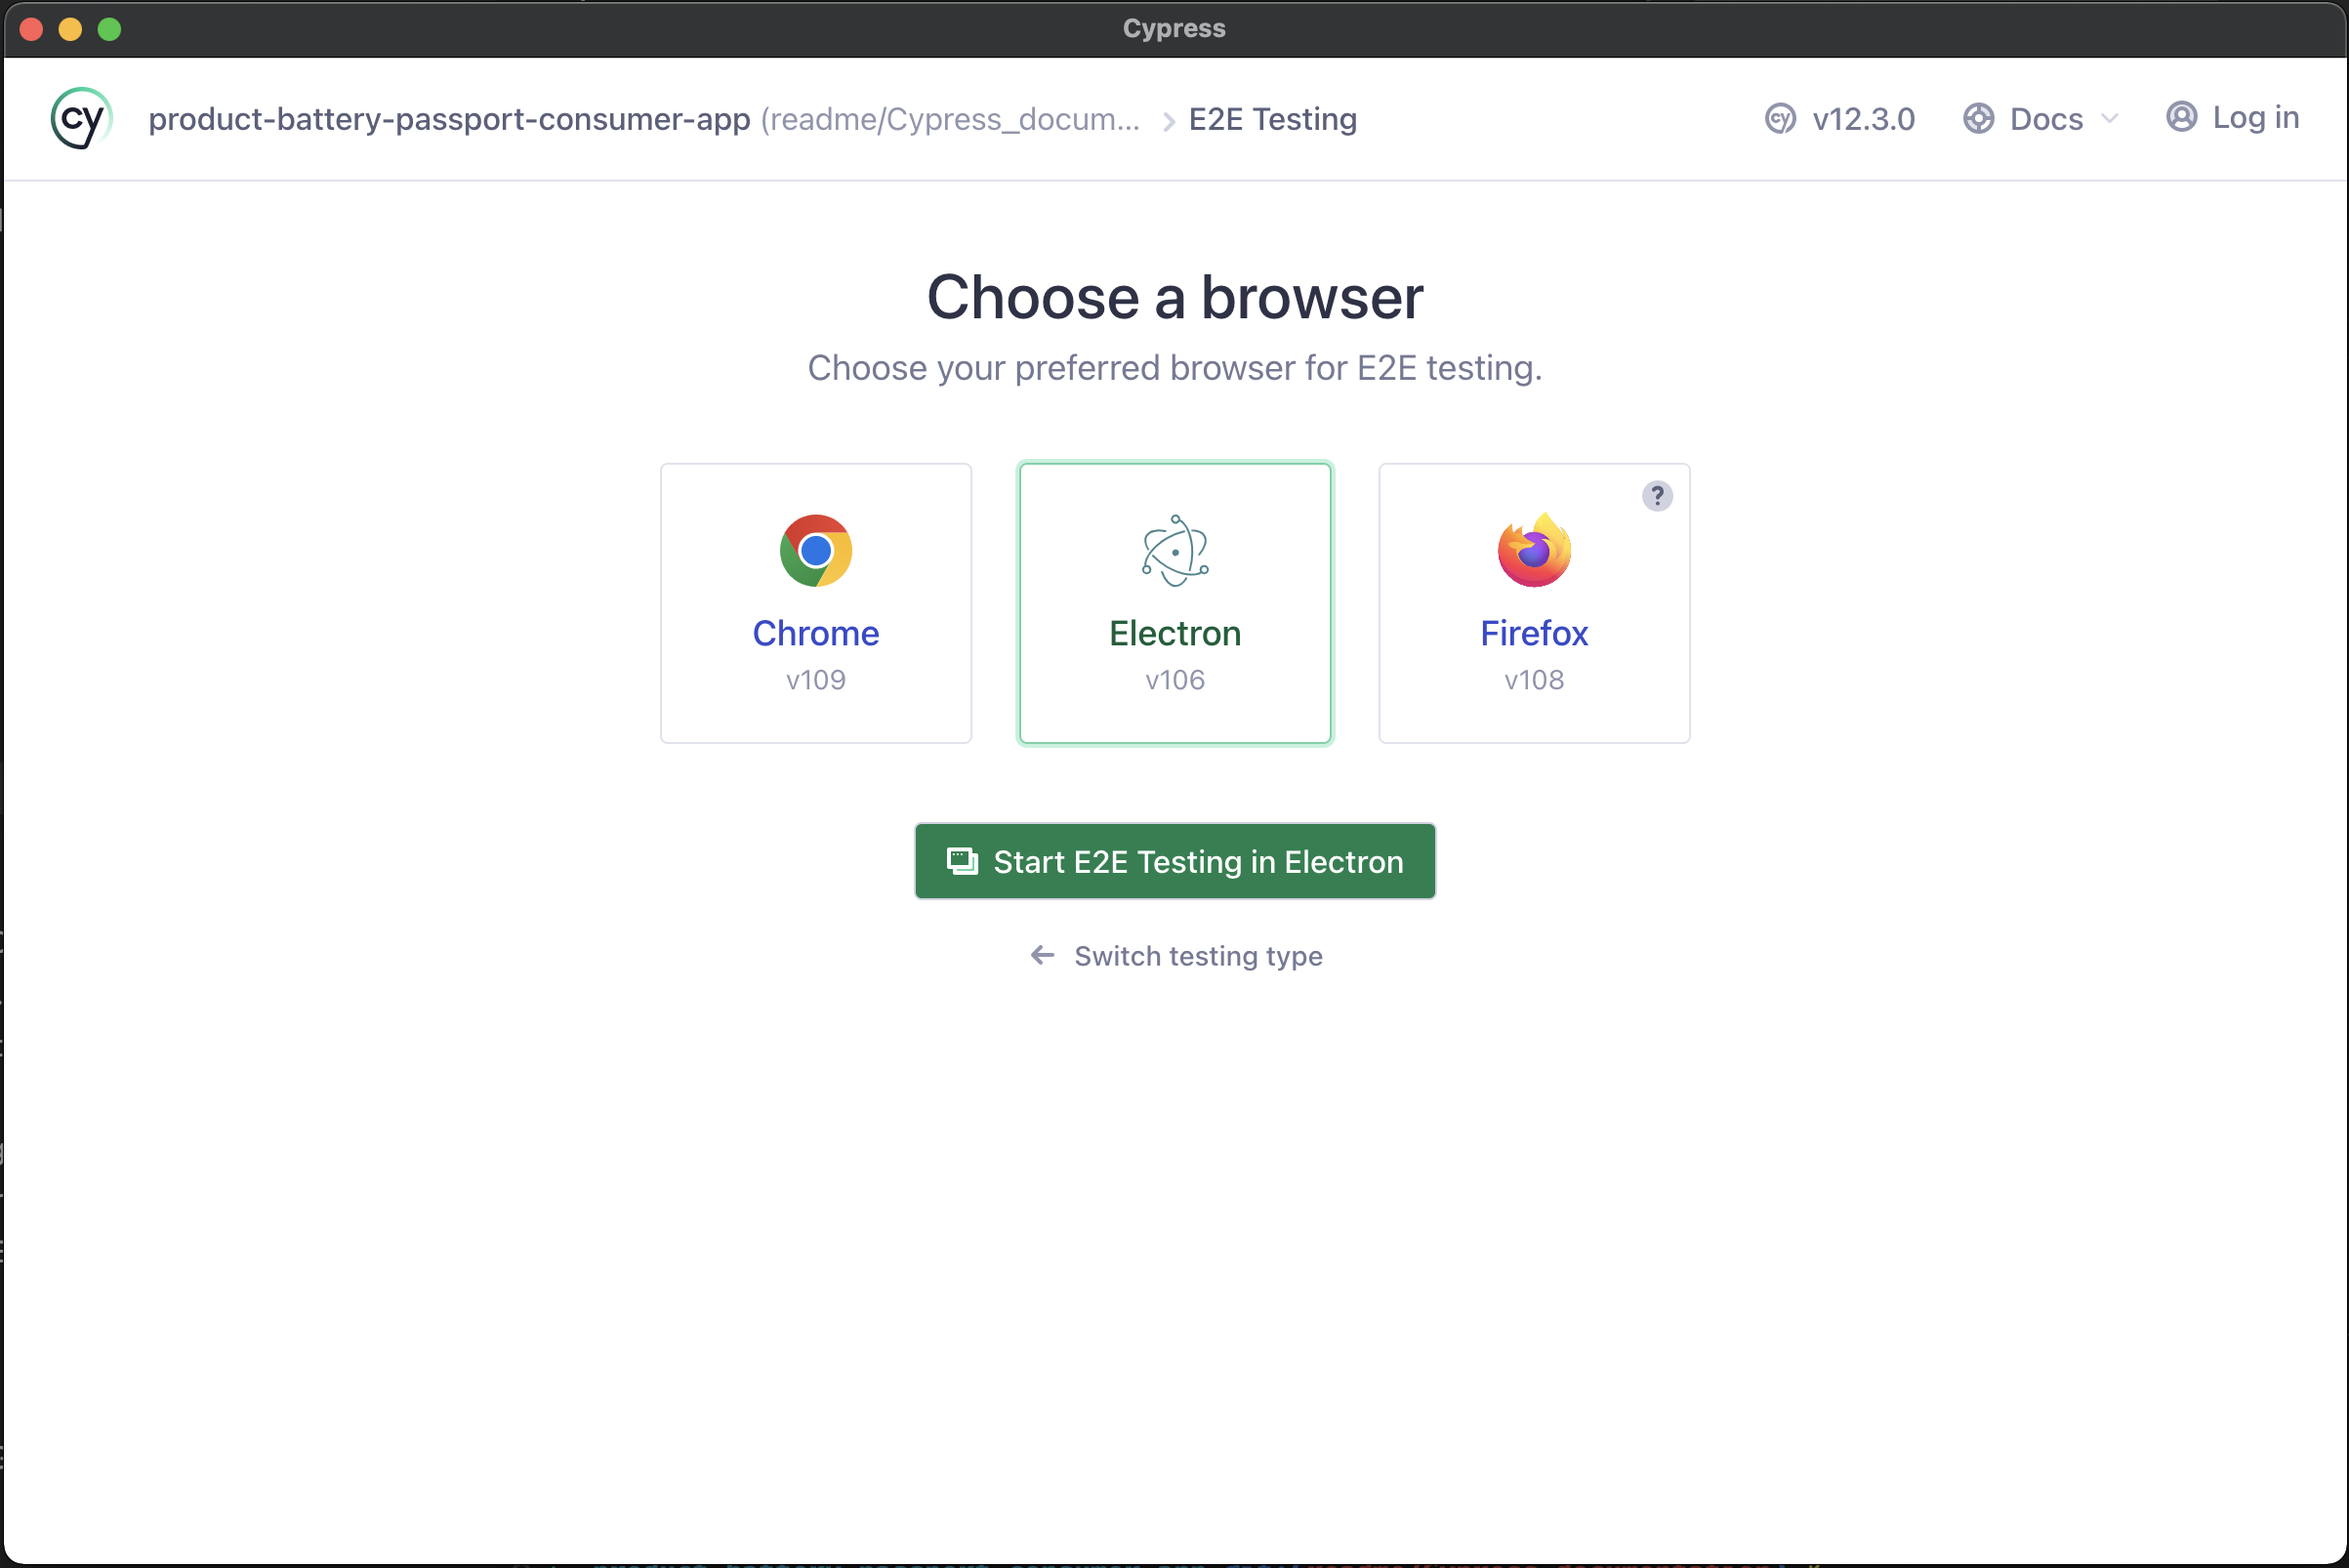 Cypress
cy product-battery-passport-consumer-app (readme/Cypress_docum... > E2E Testing
cy v12.3.0 Docs Log in
Choose a browser
Choose your preferred browser for E2E testing.
?
Chrome
v109
Electron
v106
Firefox
v108
Start E2E Testing in Electron
← Switch testing type